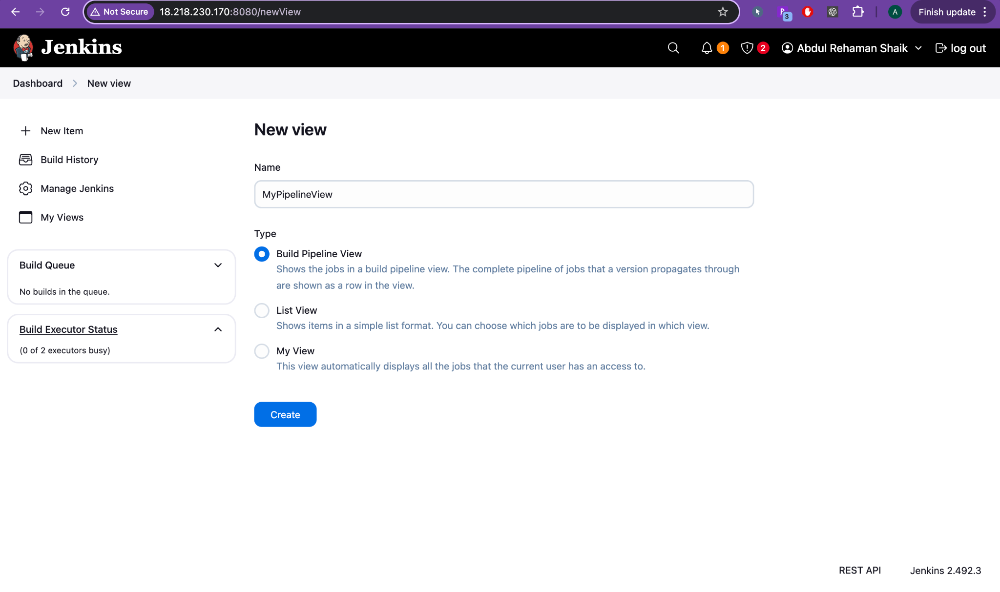 Not Secure 18.218.230.170:8080/newView 3 A Finish update
Jenkins 1 2 Abdul Rehaman Shaik log out
Dashboard New view
New Item
Build History
Manage Jenkins
My Views
Build Queue
No builds in the queue.
Build Executor Status
(0 of 2 executors busy)
New view
Name
MyPipelineView
Type
Build Pipeline View
Shows the jobs in a build pipeline view. The complete pipeline of jobs that a version propagates through
are shown as a row in the view.
List View
Shows items in a simple list format. You can choose which jobs are to be displayed in which view.
My View
This view automatically displays all the jobs that the current user has an access to.
Create
REST API Jenkins 2.492.3